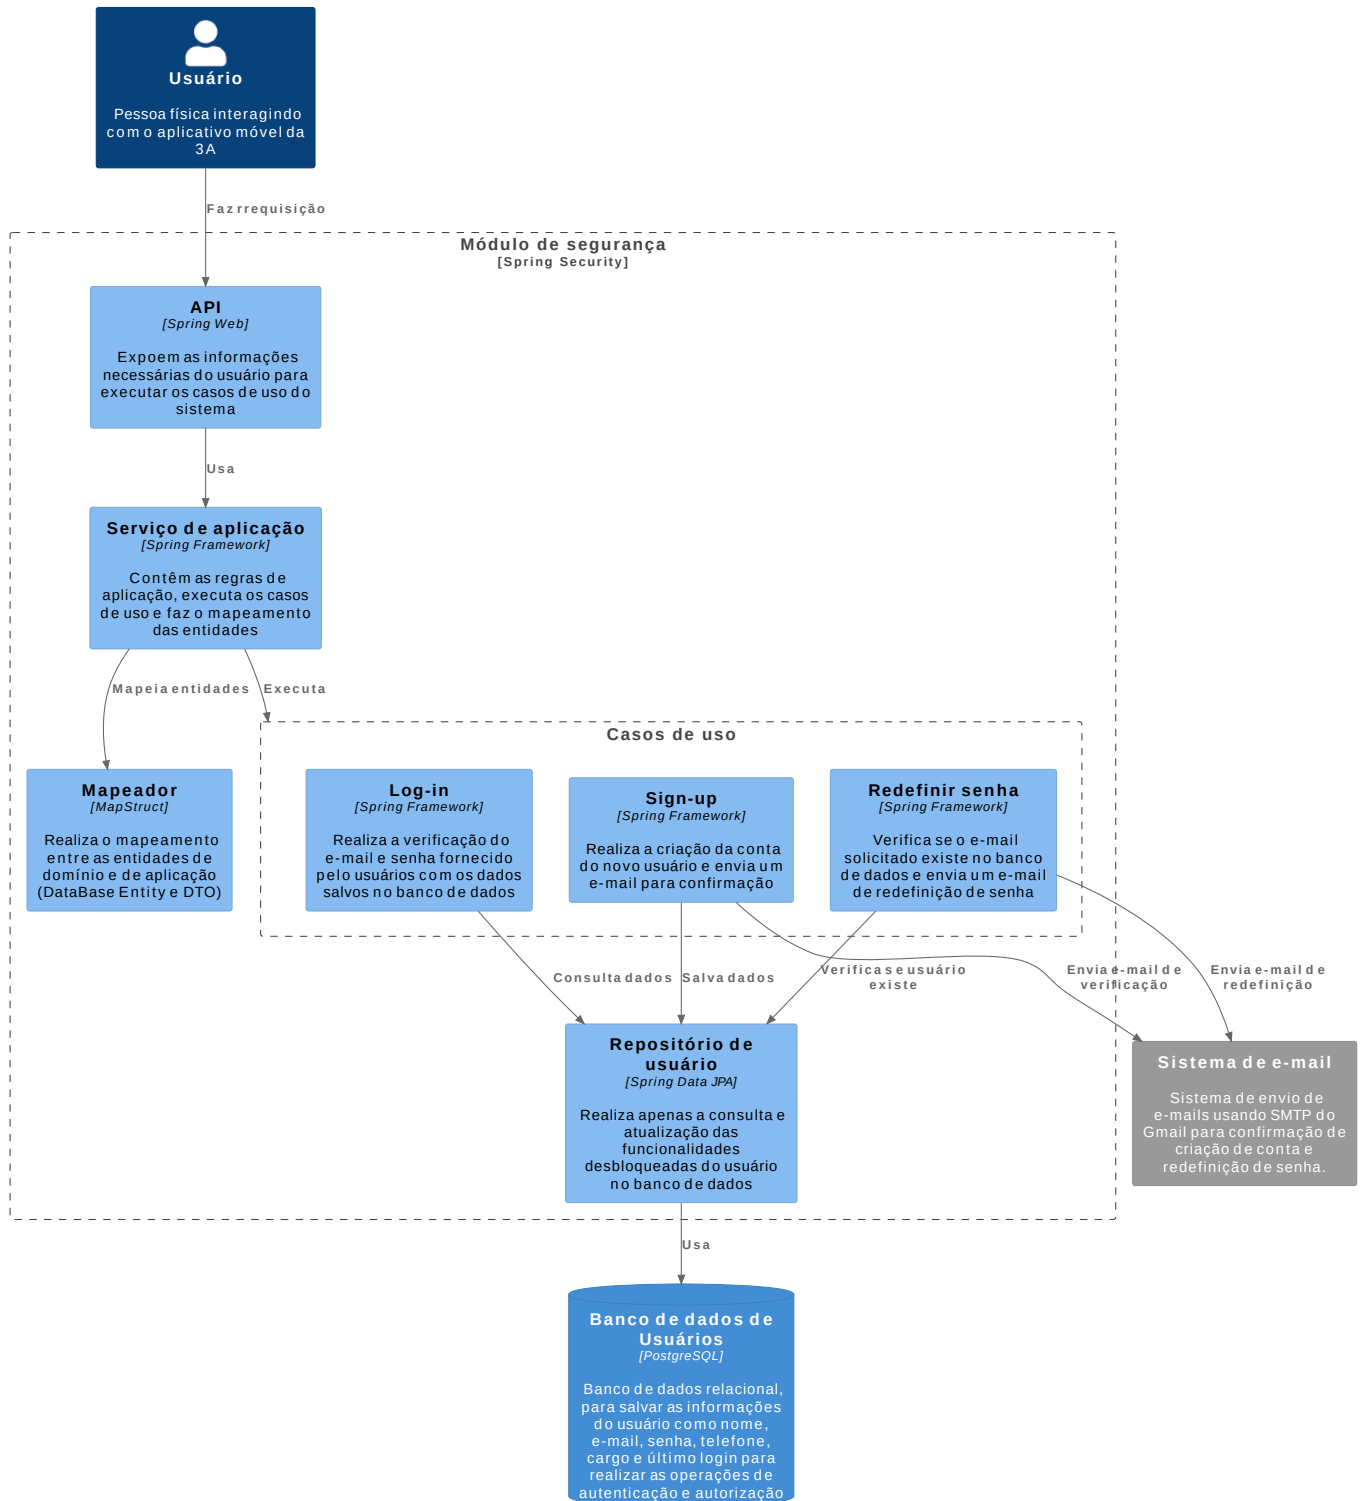 Usuário
Pessoa física interagindo
com o aplicativo móvel da
3A
Faz rrequisição
Módulo de segurança
[Spring Security]
API
[Spring Web]
Expoem as informações
necessárias do usuário para
executar os casos de uso do
sistema
Usa
Serviço de aplicação
[Spring Framework]
Contêm as regras de
aplicação, executa os casos
de uso e faz o mapeamento
das entidades
Mapeia entidades
Executa
Casos de uso
Mapeador
[MapStruct]
Realiza o mapeamento
entre as entidades de
domínio e de aplicação
(DataBase Entity e DTO)
Log-in
[Spring Framework]
Realiza a verificação do
e-mail e senha fornecido
pelo usuários com os dados
salvos no banco de dados
Sign-up
[Spring Framework]
Realiza a criação da conta
do novo usuário e envia um
e-mail para confirmação
Redefinir senha
[Spring Framework]
Verifica se o e-mail
solicitado existe no banco
de dados e envia um e-mail
de redefinição de senha
Consulta dados
Salva dados
Verifica se usuário
existe
Envia e-mail de
verificação
Envia e-mail de
redefinição
Repositório de
usuário
[Spring Data JPA]
Realiza apenas a consulta e
atualização das
funcionalidades
desbloqueadas do usuário
no banco de dados
Sistema de e-mail
Sistema de envio de
e-mails usando SMTP do
Gmail para confirmação de
criação de conta e
redefinição de senha.
Usa
Banco de dados de
Usuários
[PostgreSQL]
Banco de dados relacional,
para salvar as informações
do usuário como nome,
e-mail, senha, telefone,
cargo e último login para
realizar as operações de
autenticação e autorização